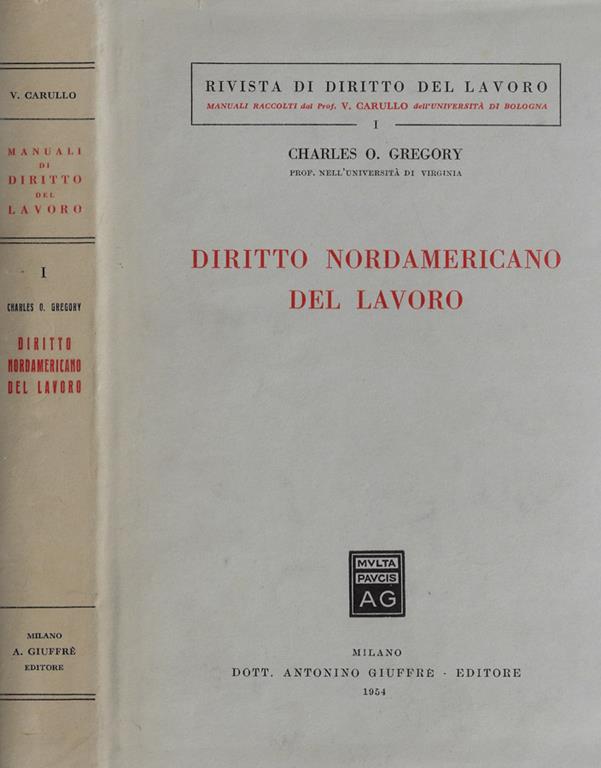 V. CARULLO
MANUALI
DI
DIRITTO
DEL
LAVORO
I
CHARLES O. GREGORY
DIRITTO
NORDAMERICANO
DEL LAVORO
MILANO
A. GIUFFRÈ
EDITORE
RIVISTA DI DIRITTO DEL LAVORO
MANUALI RACCOLTI dal Prof. V. CARULLO dell'UNIVERSITÀ DI BOLOGNA
I
CHARLES O. GREGORY
PROF. NELL'UNIVERSITÀ DI VIRGINIA
DIRITTO NORDAMERICANO
DEL LAVORO
MVLTA
PAVCIS
AG
MILANO
DOTT. ANTONINO GIUFFRÈ - EDITORE
1954